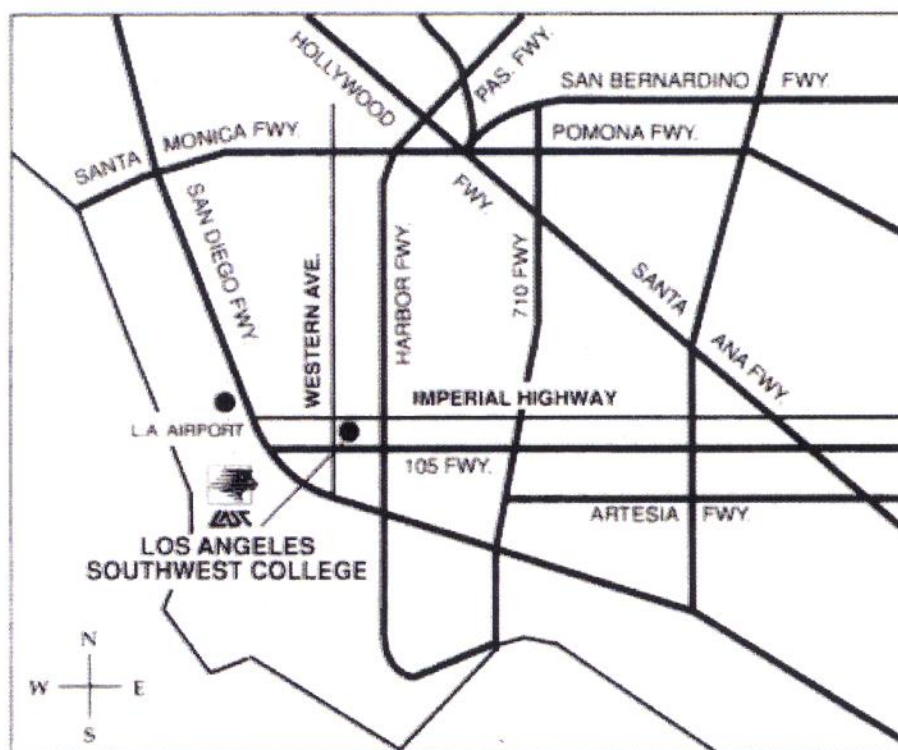 HOLLYWOOD FWY.
PAS. FWY.
SAN BERNARDINO FWY.
SANTA MONICA FWY.
POMONA FWY.
SAN DIEGO FWY
WESTERN AVE.
HARBOR FWY.
710 FWY
SANTA ANA FWY.
IMPERIAL HIGHWAY
L.A. AIRPORT
105 FWY.
LASC
ARTESIA FWY.
LOS ANGELES
SOUTHWEST COLLEGE
N
W E
S